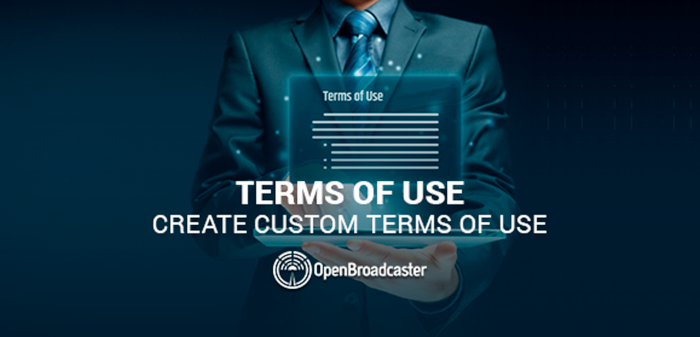 Terms of Use
TERMS OF USE
CREATE CUSTOM TERMS OF USE
OpenBroadcaster